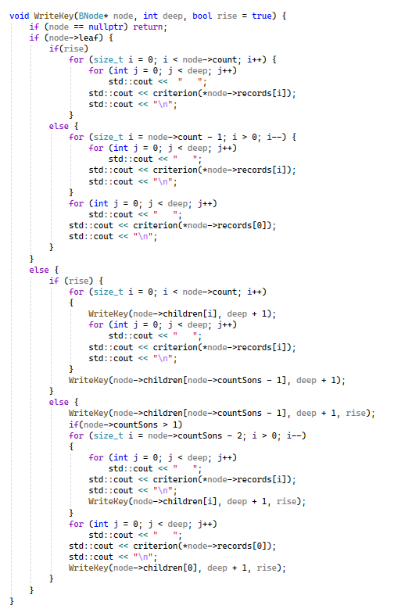 void WriteKey(BNode* node, int deep, bool rise = true) {
    if (node == nullptr) return;
    if (node->leaf) {
        if(rise)
            for (size_t i = 0; i < node->count; i++) {
                for (int j = 0; j < deep; j++)
                    std::cout << "   ";
                std::cout << criterion(*node->records[i]);
                std::cout << "\n";
            }
        else {
            for (size_t i = node->count - 1; i > 0; i--) {
                for (int j = 0; j < deep; j++)
                    std::cout << "   ";
                std::cout << criterion(*node->records[i]);
                std::cout << "\n";
            }
            for (int j = 0; j < deep; j++)
                std::cout << "   ";
            std::cout << criterion(*node->records[0]);
            std::cout << "\n";
        }
    }
    else {
        if (rise) {
            for (size_t i = 0; i < node->count; i++)
            {
                WriteKey(node->children[i], deep + 1);
                for (int j = 0; j < deep; j++)
                    std::cout << "   ";
                std::cout << criterion(*node->records[i]);
                std::cout << "\n";
            }
            WriteKey(node->children[node->countSons - 1], deep + 1);
        }
        else {
            WriteKey(node->children[node->countSons - 1], deep + 1, rise);
            if(node->countSons > 1)
            for (size_t i = node->countSons - 2; i > 0; i--)
            {
                for (int j = 0; j < deep; j++)
                    std::cout << "   ";
                std::cout << criterion(*node->records[i]);
                std::cout << "\n";
                WriteKey(node->children[i], deep + 1, rise);
            }
            for (int j = 0; j < deep; j++)
                std::cout << "   ";
            std::cout << criterion(*node->records[0]);
            std::cout << "\n";
            WriteKey(node->children[0], deep + 1, rise);
        }
    }
}